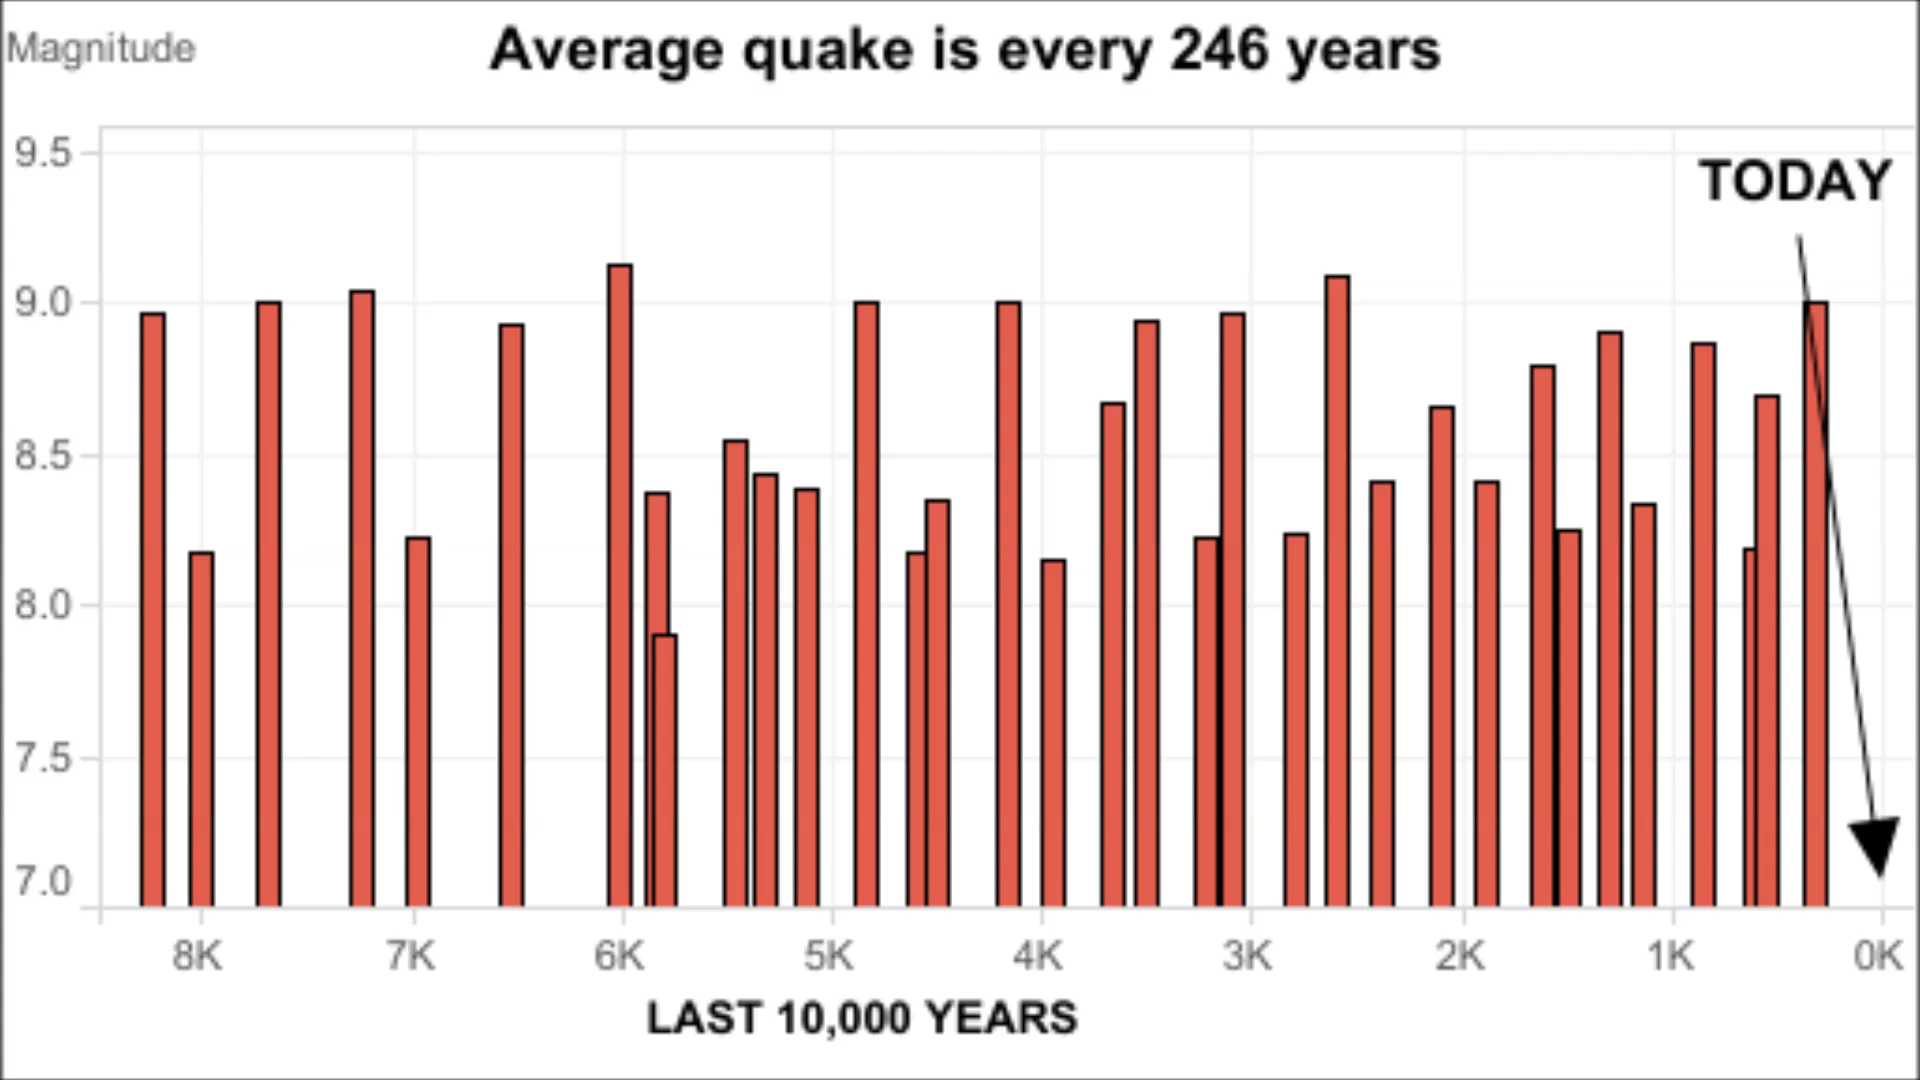 Magnitude
Average quake is every 246 years
9.5
TODAY
9.0
8.5
8.0
7.5
7.0
8K 7K 6K 5K 4K 3K 2K 1K 0K
LAST 10,000 YEARS